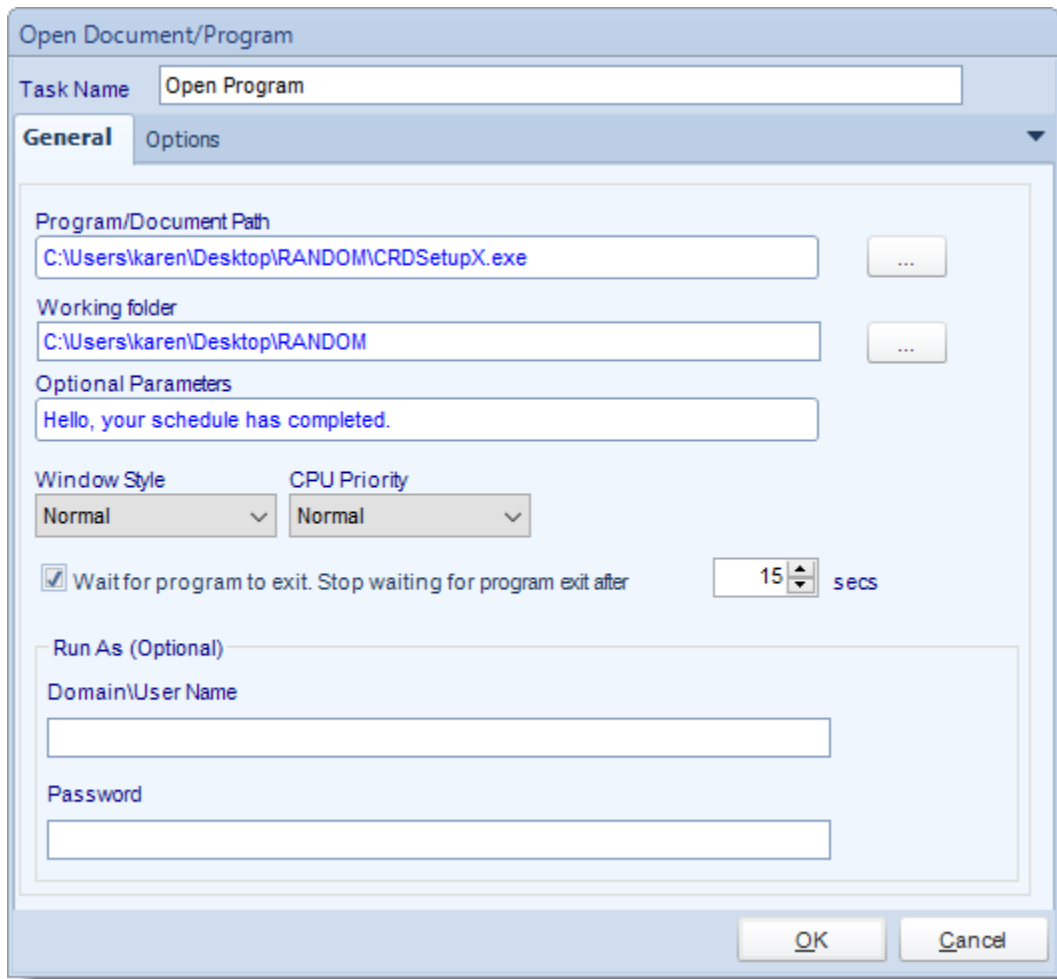 Open Document/Program
Task Name Open Program
General Options
Program/Document Path
C:\Users\karen\Desktop\RANDOM\CRDSetupX.exe ...
Working folder
C:\Users\karen\Desktop\RANDOM ...
Optional Parameters
Hello, your schedule has completed.
Window Style CPU Priority
Normal Normal
Wait for program to exit. Stop waiting for program exit after 15 secs
Run As (Optional)
Domain\User Name
Password
OK Cancel